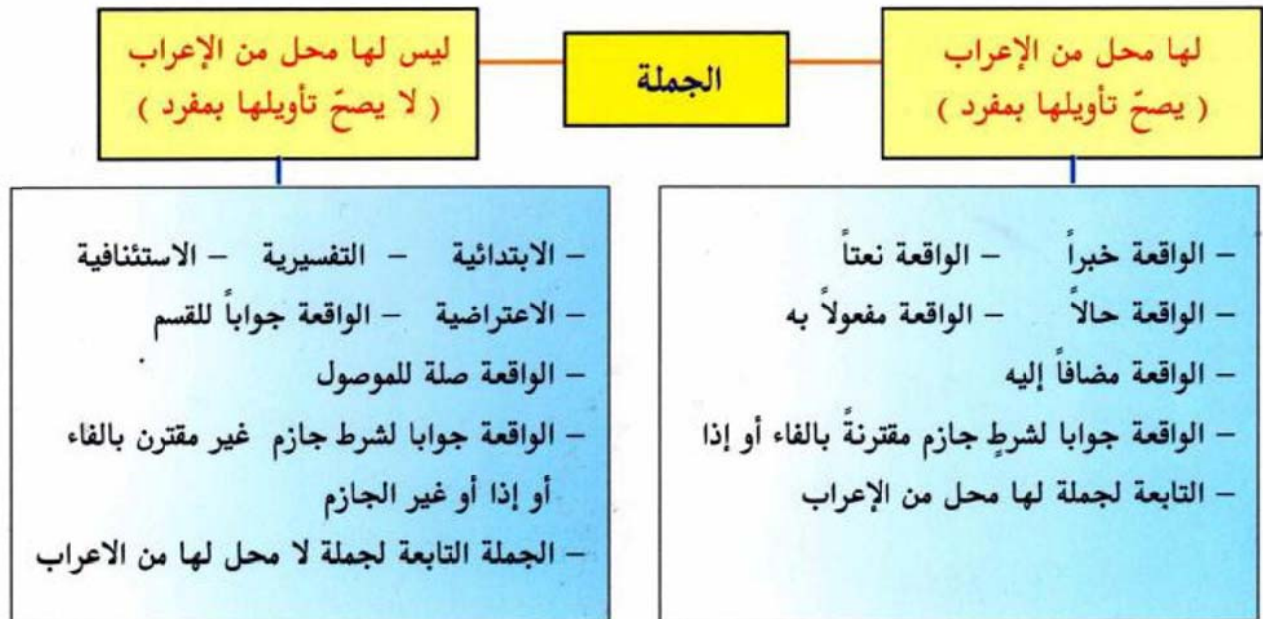 الجملة
لها محل من الإعراب
( يصحّ تأويلها بمفرد )
– الواقعة خبراً – الواقعة نعتاً
– الواقعة حالاً – الواقعة مفعولاً به
– الواقعة مضافاً إليه
– الواقعة جوابا لشرطٍ جازم مقترنةً بالفاء أو إذا
– التابعة لجملة لها محل من الإعراب
ليس لها محل من الإعراب
( لا يصحّ تأويلها بمفرد )
– الابتدائية – التفسيرية – الاستئنافية
– الاعتراضية – الواقعة جواباً للقسم
– الواقعة صلة للموصول
– الواقعة جوابا لشرط جازم غير مقترن بالفاء
أو إذا أو غير الجازم
– الجملة التابعة لجملة لا محل لها من الاعراب